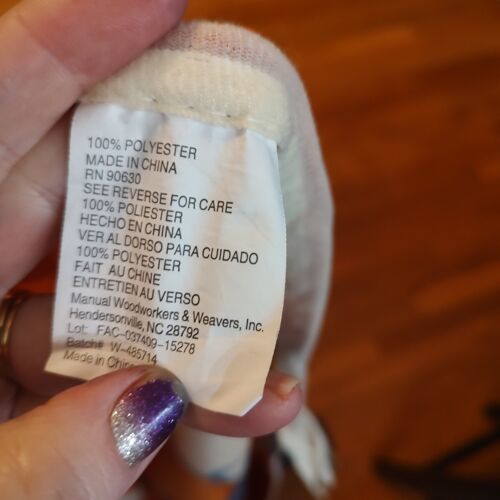 100% POLYESTER
MADE IN CHINA
RN 90630
SEE REVERSE FOR CARE
100% POLIESTER
HECHO EN CHINA
VER AL DORSO PARA CUIDADO
100% POLYESTER
FAIT AU CHINE
ENTRETIEN AU VERSO
Manual Woodworkers & Weavers, Inc.
Hendersonville, NC 28792
Lot: FAC-037409-15278
Batch# W-485714
Made in China